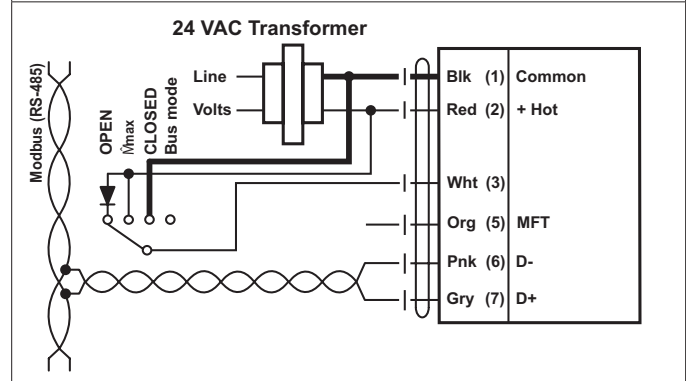 24 VAC Transformer
Modbus (RS-485)
OPEN
V̇max
CLOSED
Bus mode
Line
Volts
Blk (1) Common
Red (2) + Hot
Wht (3)
Org (5) MFT
Pnk (6) D-
Gry (7) D+